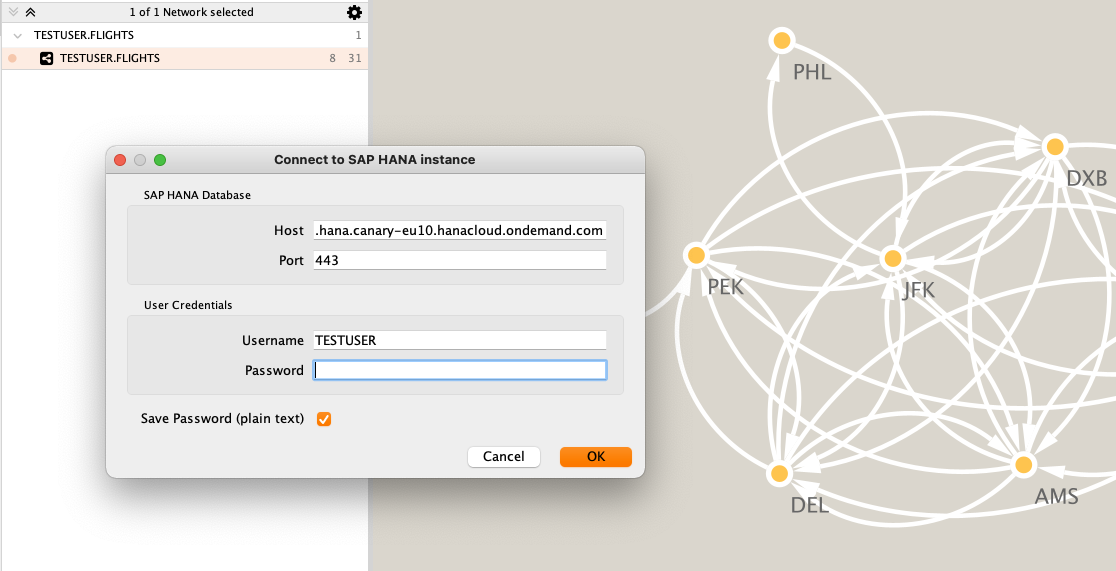 1 of 1 Network selected
TESTUSER.FLIGHTS 1
TESTUSER.FLIGHTS 8 31
Connect to SAP HANA instance
SAP HANA Database
Host .hana.canary-eu10.hanacloud.ondemand.com
Port 443
User Credentials
Username TESTUSER
Password
Save Password (plain text)
Cancel OK
PHL
DXB
PEK
JFK
DEL
AMS